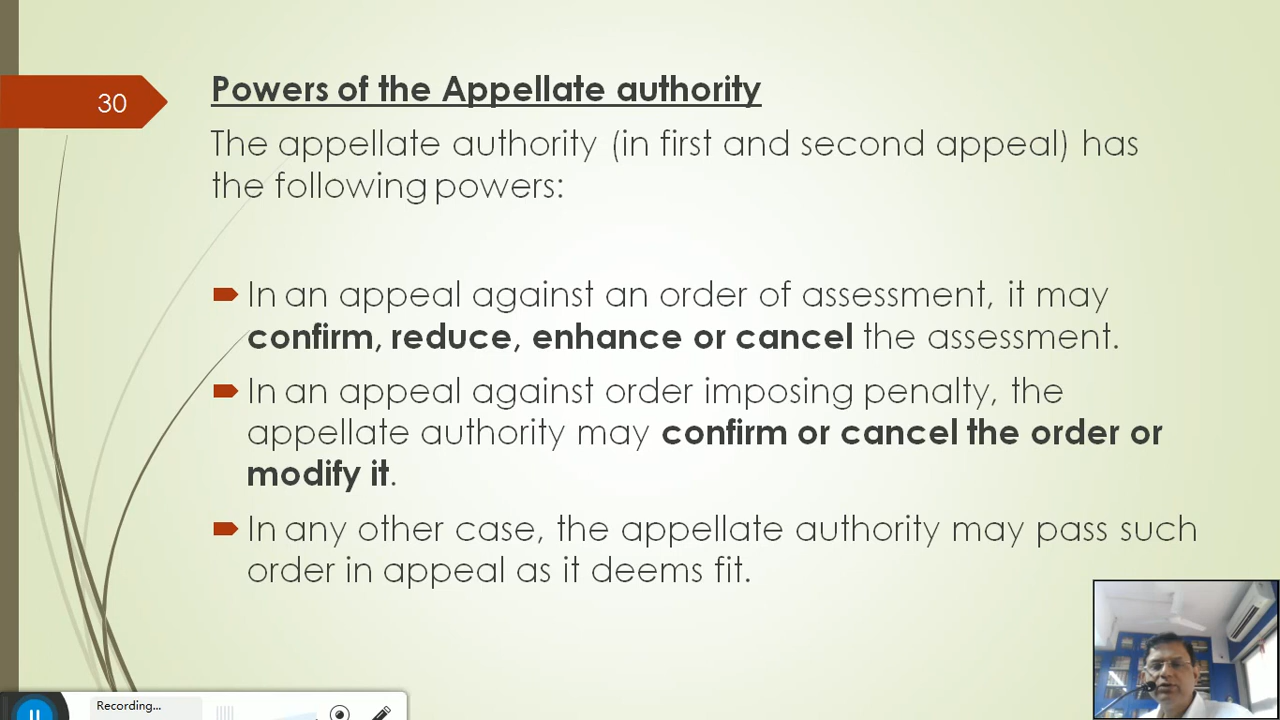 30
Powers of the Appellate authority
The appellate authority (in first and second appeal) has
the following powers:
In an appeal against an order of assessment, it may
confirm, reduce, enhance or cancel the assessment.
In an appeal against order imposing penalty, the
appellate authority may confirm or cancel the order or
modify it.
In any other case, the appellate authority may pass such
order in appeal as it deems fit.
Recording...